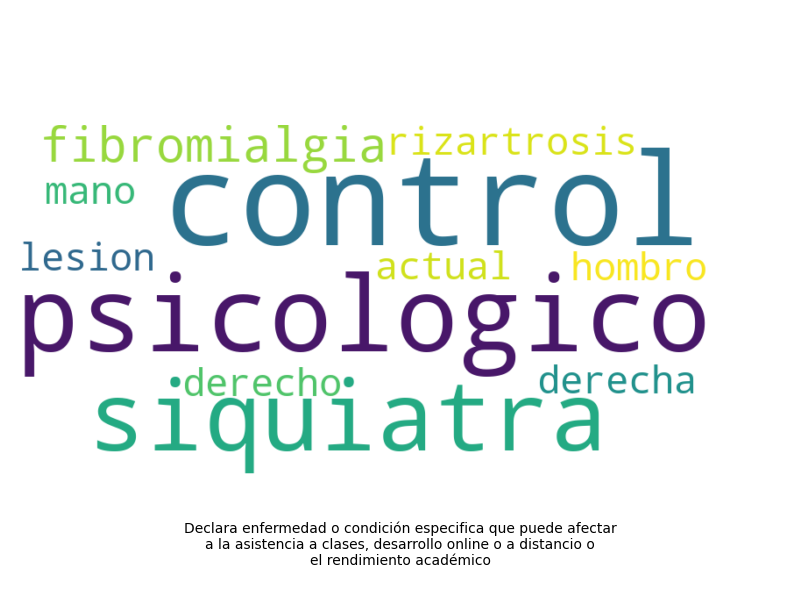 fibromialgia rizartrosis
mano control
lesion actual hombro
psicologico
derecho derecha
siquiatra
Declara enfermedad o condición especifica que puede afectar
a la asistencia a clases, desarrollo online o a distancio o
el rendimiento académico